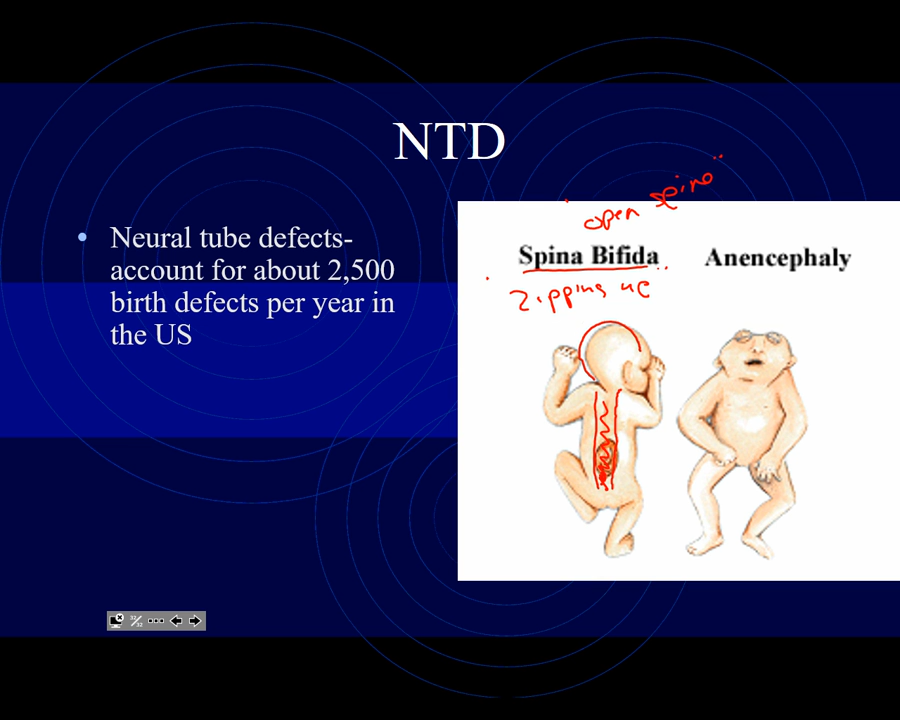 NTD
• Neural tube defects-
account for about 2,500
birth defects per year in
the US
"open spine"
Spina Bifida
Anencephaly
"Zipping up"